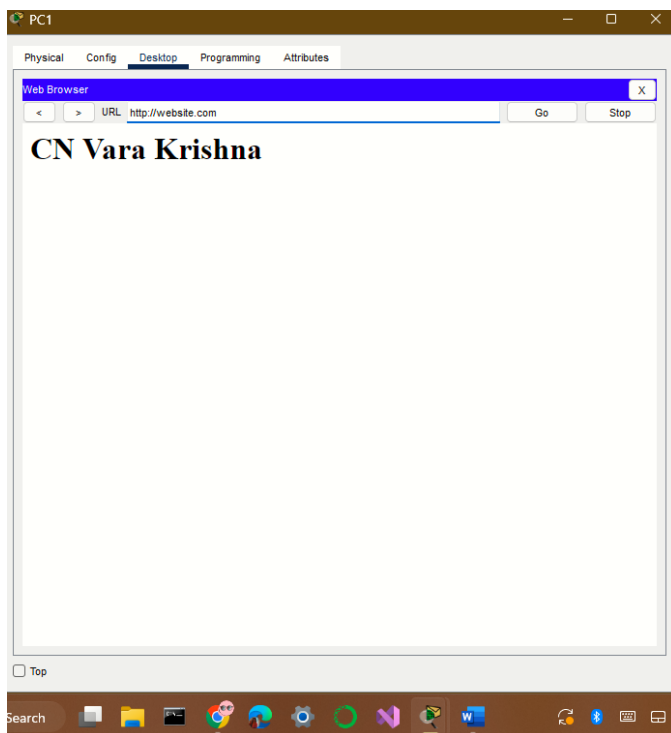 PC1
Physical Config Desktop Programming Attributes
Web Browser X
< > URL http://website.com Go Stop
CN Vara Krishna
Top
Search